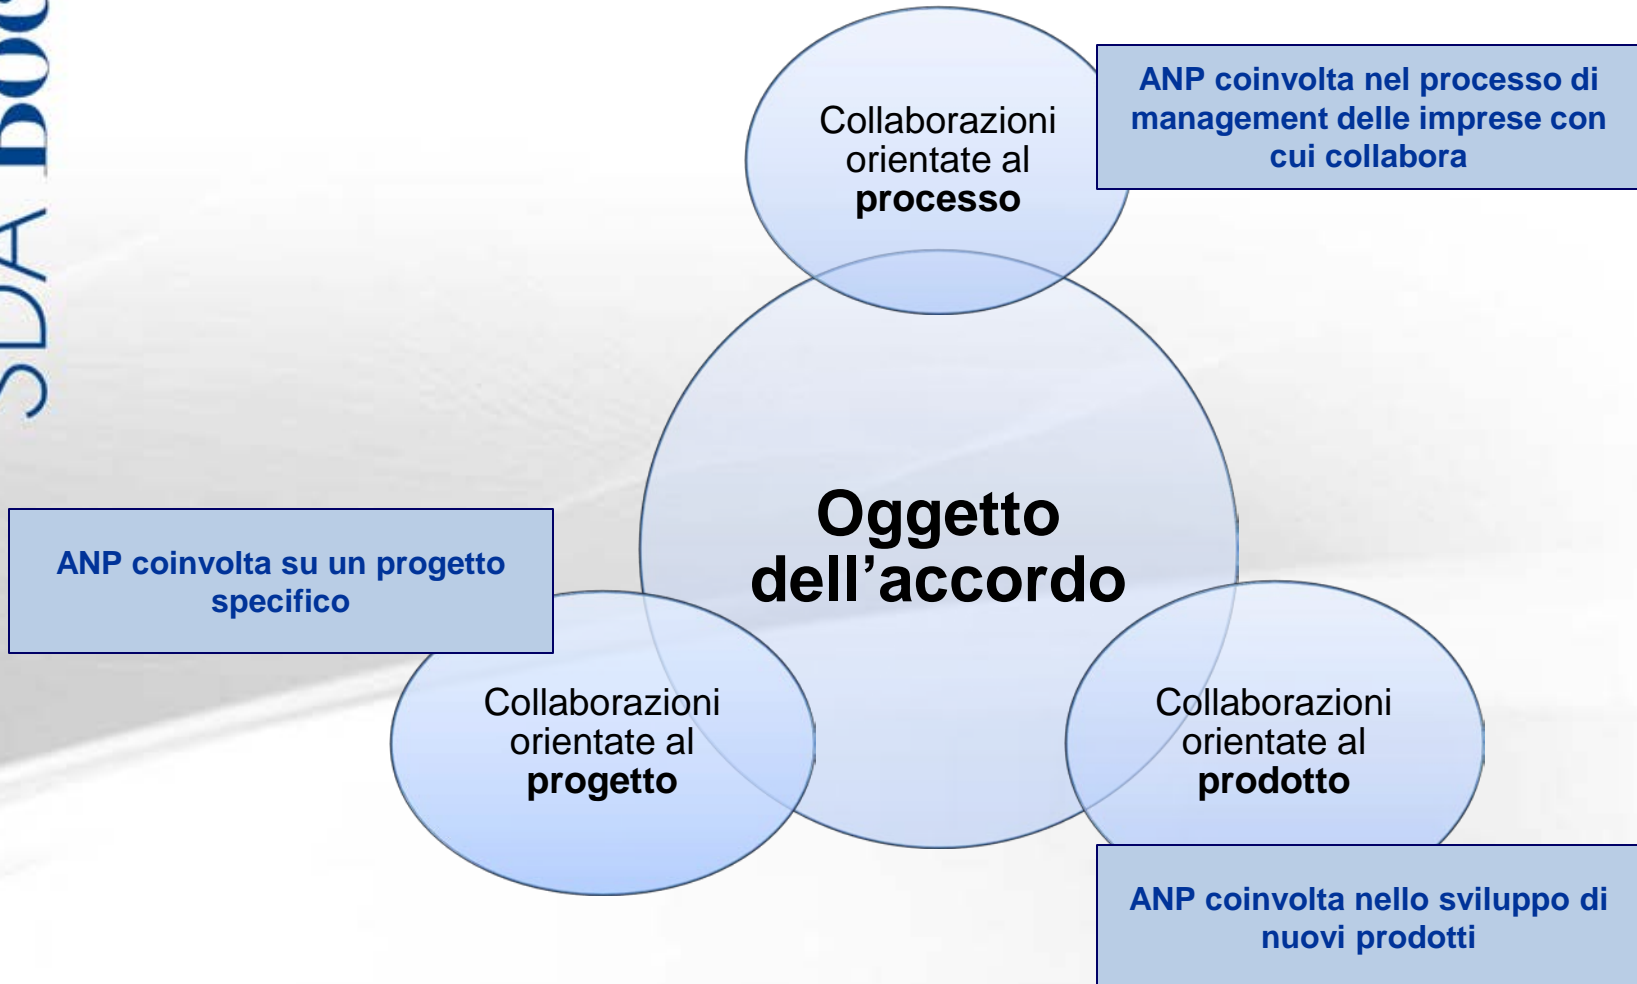 SDA
Collaborazioni
orientate al
processo
ANP coinvolta nel processo di
management delle imprese con
cui collabora
Oggetto
dell’accordo
ANP coinvolta su un progetto
specifico
Collaborazioni
orientate al
progetto
Collaborazioni
orientate al
prodotto
ANP coinvolta nello sviluppo di
nuovi prodotti